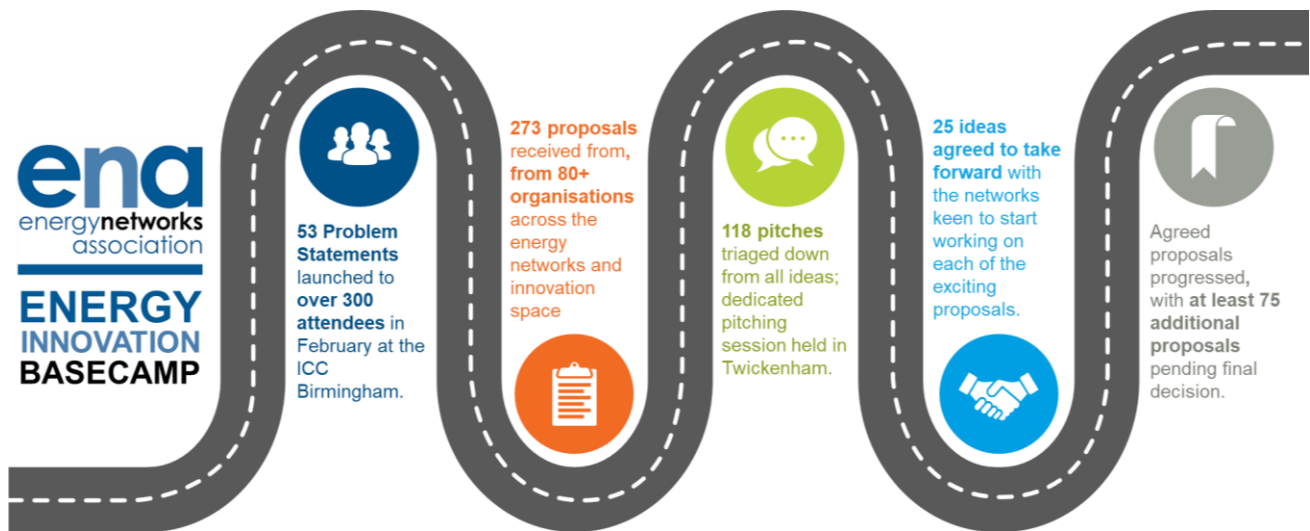 ena
energynetworks
association
ENERGY
INNOVATION
BASECAMP
53 Problem
Statements
launched to
over 300
attendees in
February at the
ICC
Birmingham.
273 proposals
received from,
from 80+
organisations
across the
energy
networks and
innovation
space
118 pitches
triaged down
from all ideas;
dedicated
pitching
session held in
Twickenham.
25 ideas
agreed to take
forward with
the networks
keen to start
working on
each of the
exciting
proposals.
Agreed
proposals
progressed,
with at least 75
additional
proposals
pending final
decision.